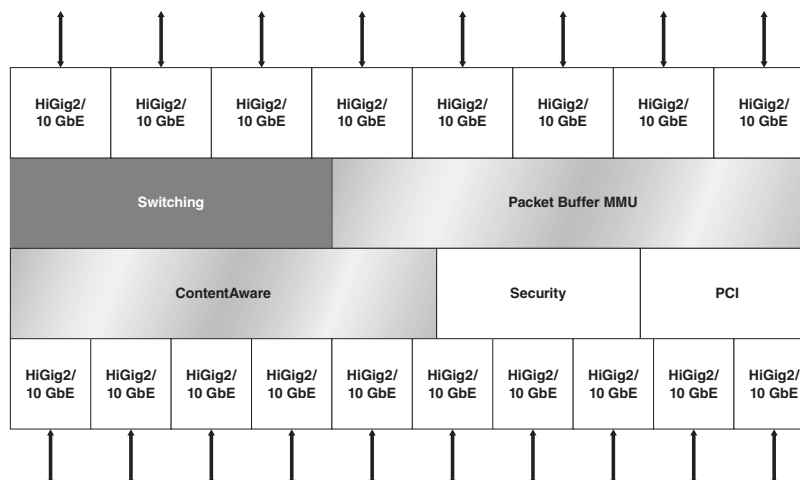 HiGig2/ HiGig2/ HiGig2/ HiGig2/ HiGig2/ HiGig2/ HiGig2/ HiGig2/
10 GbE 10 GbE 10 GbE 10 GbE 10 GbE 10 GbE 10 GbE 10 GbE
Switching Packet Buffer MMU
ContentAware Security PCI
HiGig2/ HiGig2/ HiGig2/ HiGig2/ HiGig2/ HiGig2/ HiGig2/ HiGig2/ HiGig2/ HiGig2/
10 GbE 10 GbE 10 GbE 10 GbE 10 GbE 10 GbE 10 GbE 10 GbE 10 GbE 10 GbE